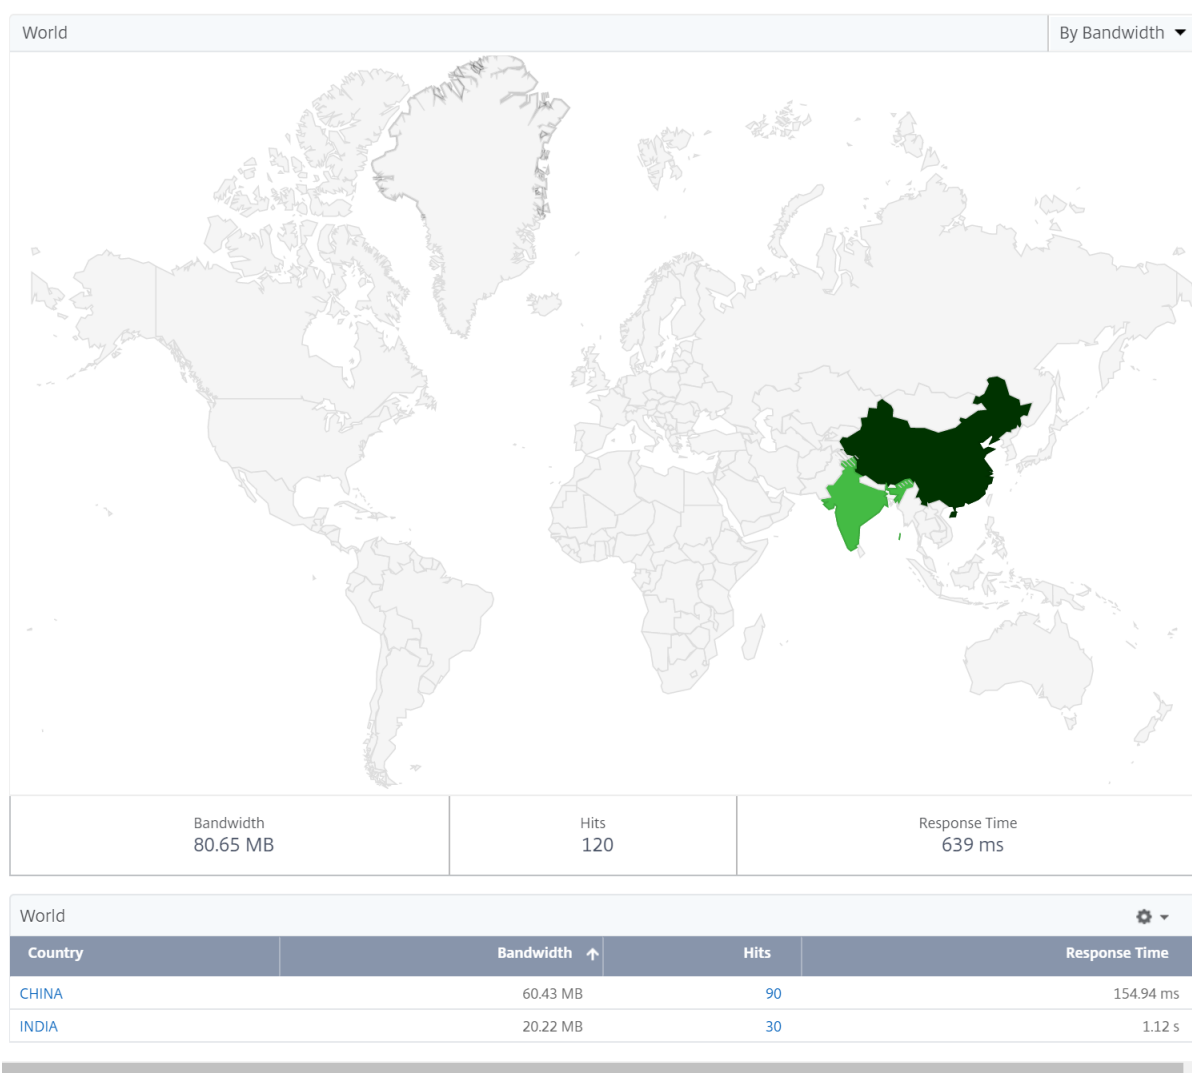 World
By Bandwidth
Bandwidth Hits Response Time
80.65 MB 120 639 ms
World
Country Bandwidth Hits Response Time
CHINA 60.43 MB 90 154.94 ms
INDIA 20.22 MB 30 1.12 s